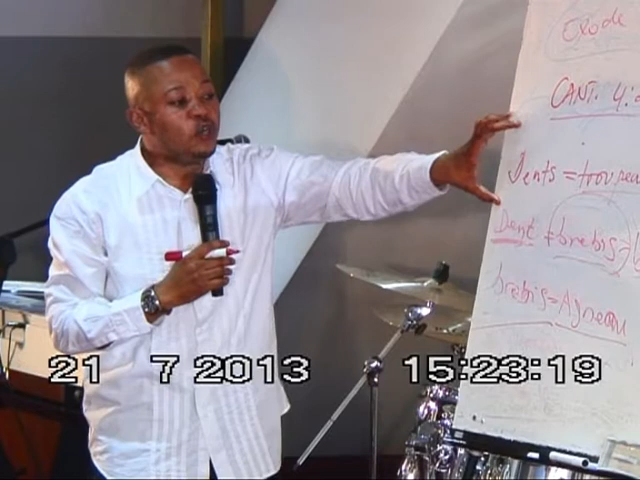 Exode
CANT. 4:
Dents = troupeau
Dent = brebis =
brebis = Agneau
21 7 2013 15:23:19